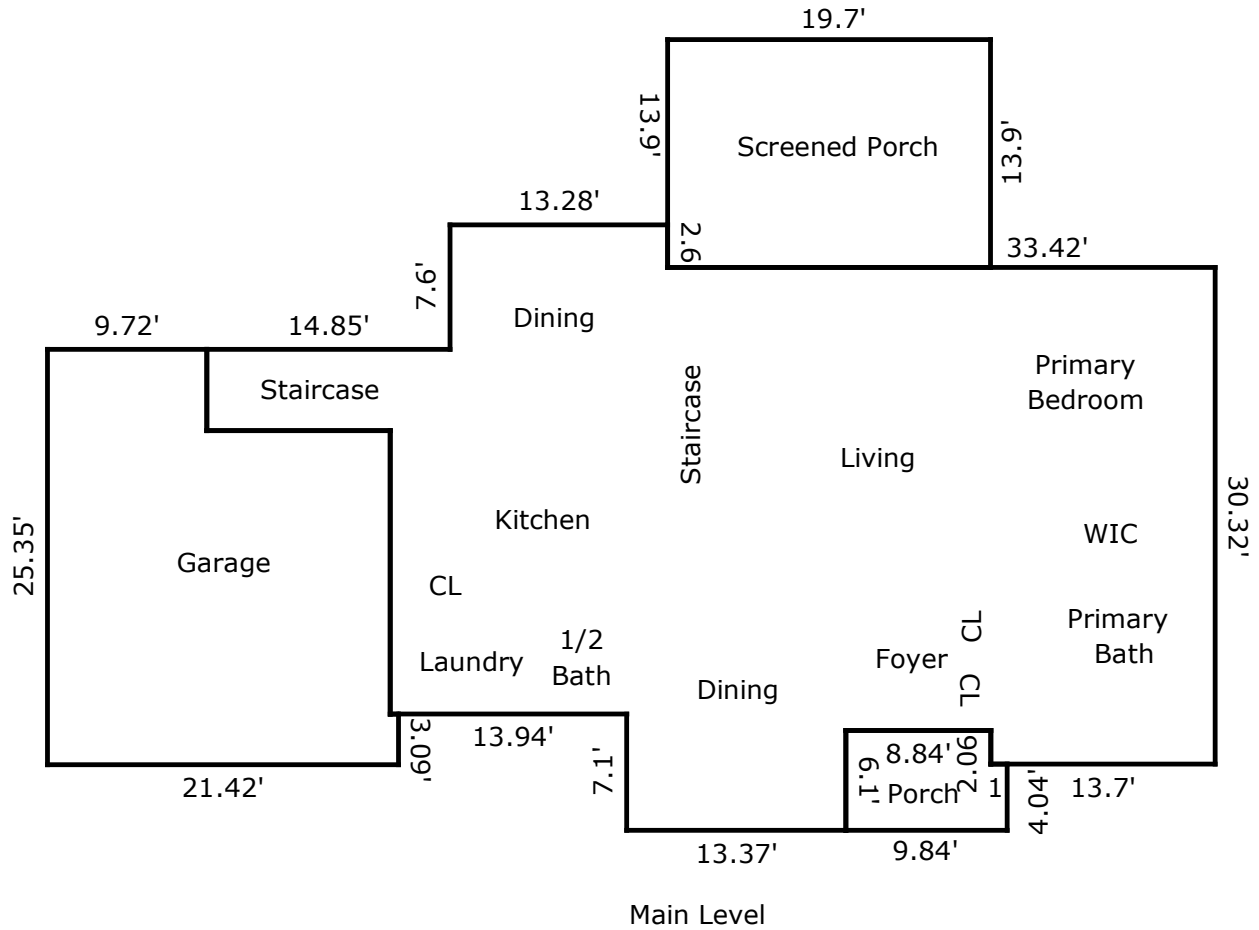 19.7'
13.9'
Screened Porch
13.9'
13.28'
2.6
33.42'
7.6'
Dining
9.72'
14.85'
Staircase
Primary
Bedroom
Staircase
Living
Kitchen
WIC
30.32'
25.35'
Garage
CL
1/2
Bath
Laundry
CL
Primary
Bath
Foyer
CL
Dining
3.09'
13.94'
7.1'
8.84'
2.06
6.1'
Porch
1
4.04'
13.7'
21.42'
13.37'
9.84'
Main Level